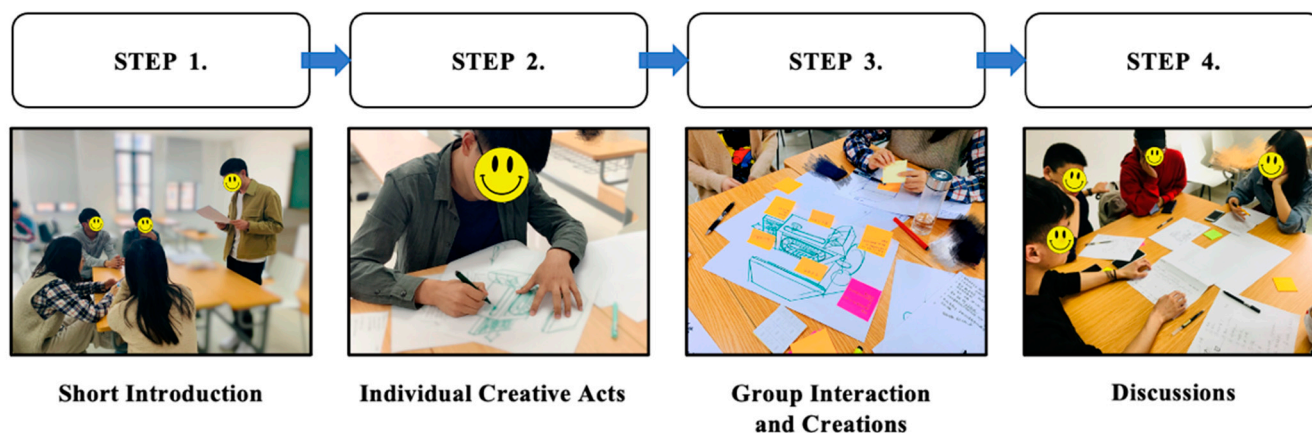 STEP 1.
STEP 2.
STEP 3.
STEP 4.
Short Introduction
Individual Creative Acts
Group Interaction
and Creations
Discussions